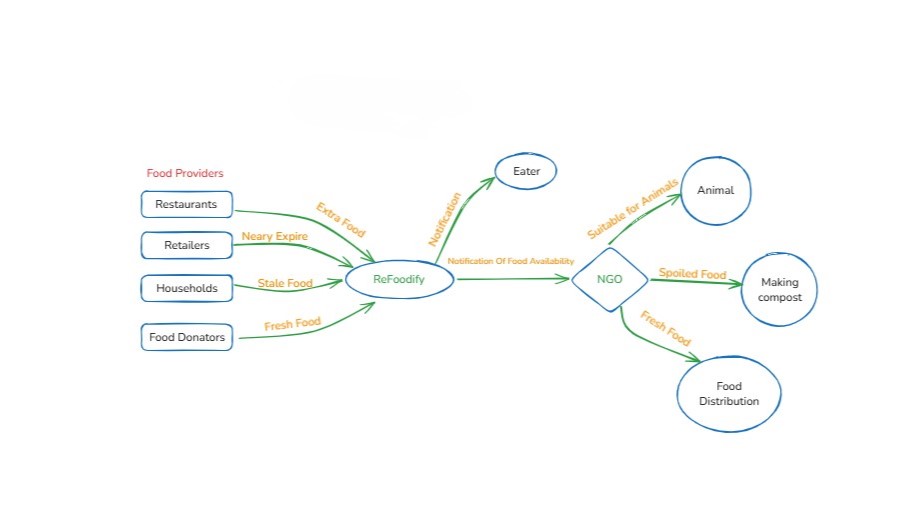 Food Providers
Restaurants
Retailers
Households
Food Donators
Extra Food
Neary Expire
Stale Food
Fresh Food
ReFoodify
Notification
Eater
Notification Of Food Availability
NGO
Suitable for Animals
Animal
Spoiled Food
Making
compost
Fresh Food
Food
Distribution